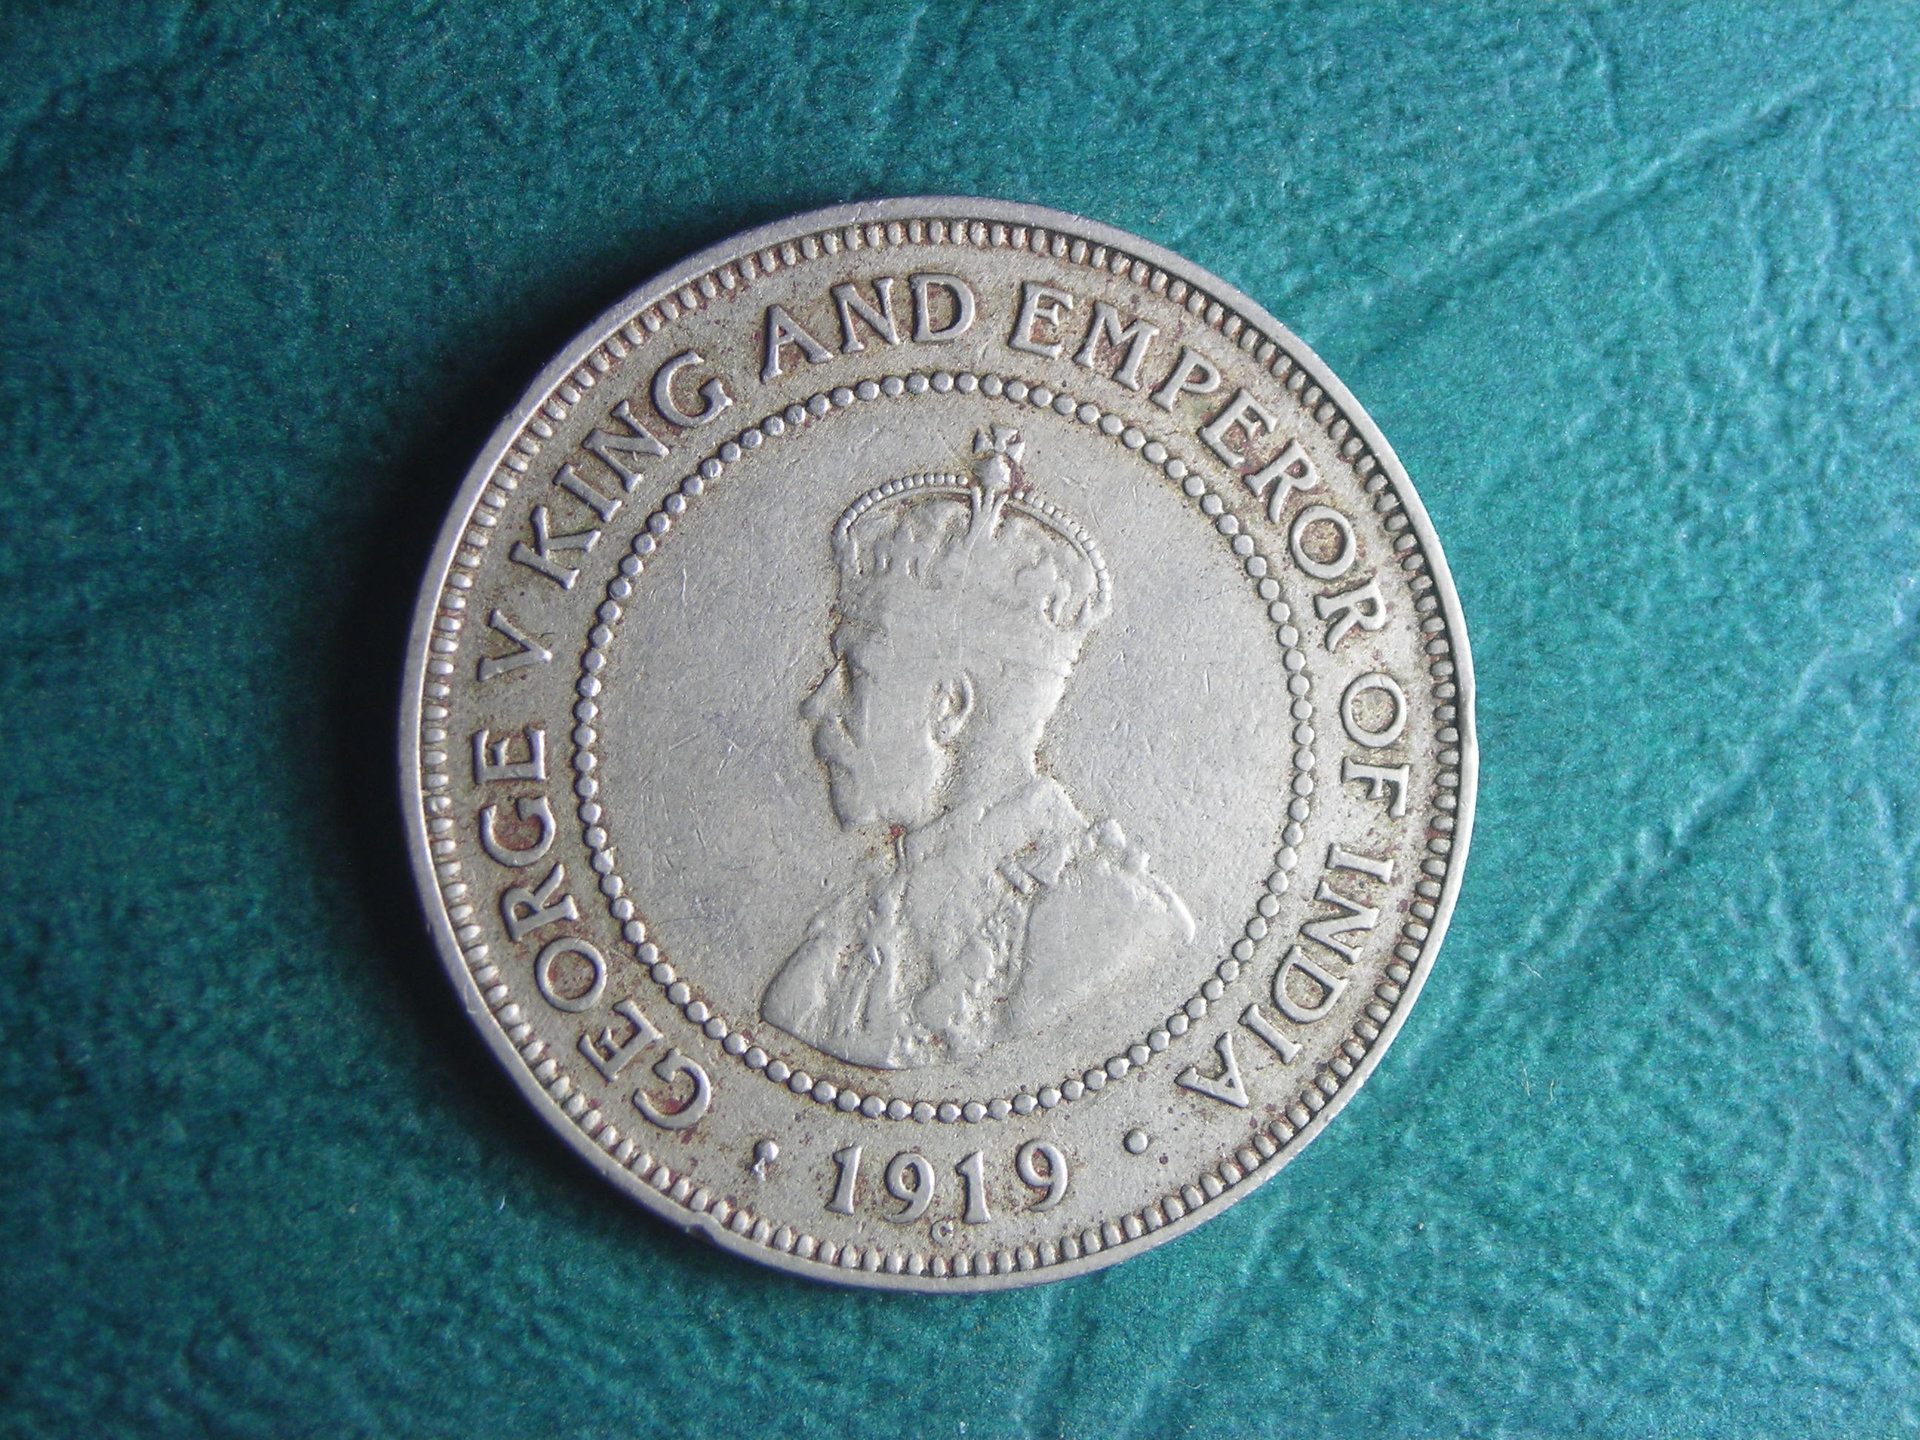 GEORGE V KING AND EMPEROR OF INDIA
· 1919 ·
C